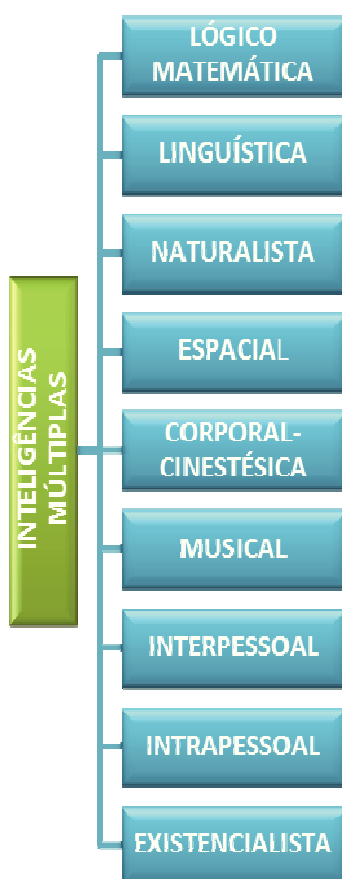 INTELIGÊNCIAS
MÚLTIPLAS
LÓGICO
MATEMÁTICA
LINGUÍSTICA
NATURALISTA
ESPACIAL
CORPORAL-
CINESTÉSICA
MUSICAL
INTERPESSOAL
INTRAPESSOAL
EXISTENCIALISTA